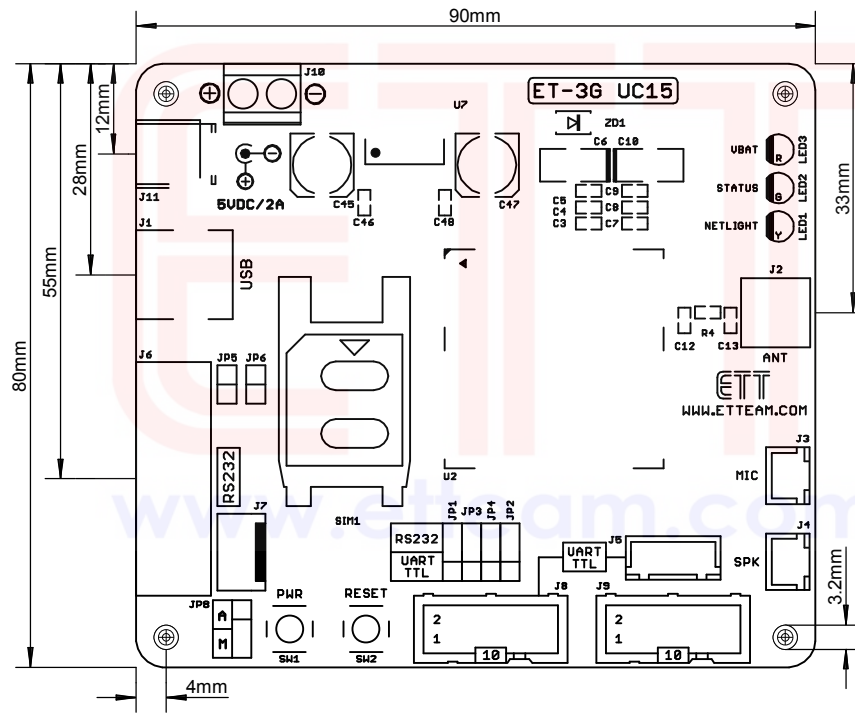 90mm
J10
ET-3G UC15
12mm
U7
ZD1
C6 C10
VBAT R LED3
STATUS G LED2
NETLIGHT Y LED1
28mm
33mm
J11
5VDC/2A
C45
C46
C48
C47
C5 C9
C4 C8
C3 C7
J1
USB
55mm
J2
ANT
R4
C12 C13
80mm
J6
JP5 JP6
ETT
WWW.ETTEAM.COM
RS232
J3
MIC
U2
www.etteam.com
SIM1
J7
JP1 JP3 JP4 JP2
RS232
UART
TTL
UART
TTL
J5
J4
SPK
3.2mm
JP8
A
M
PWR
SW1
RESET
SW2
J8
2
1
10
J9
2
1
10
4mm